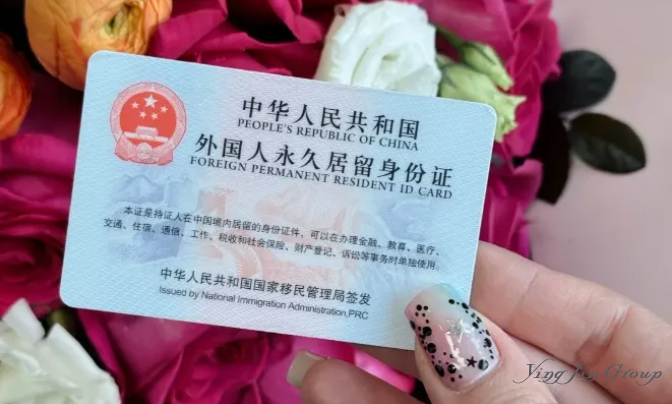 中华人民共和国
PEOPLE'S REPUBLIC OF CHINA
外国人永久居留身份证
FOREIGN PERMANENT RESIDENT ID CARD
本证是持证人在中国境内居留的身份证件，可以在办理金融、教育、医疗、
交通、住宿、通信、工作、税收和社会保险、财产登记、诉讼等事务时单独使用。
中华人民共和国国家移民管理局签发
Issued by National Immigration Administration,PRC
Ying Jin Group